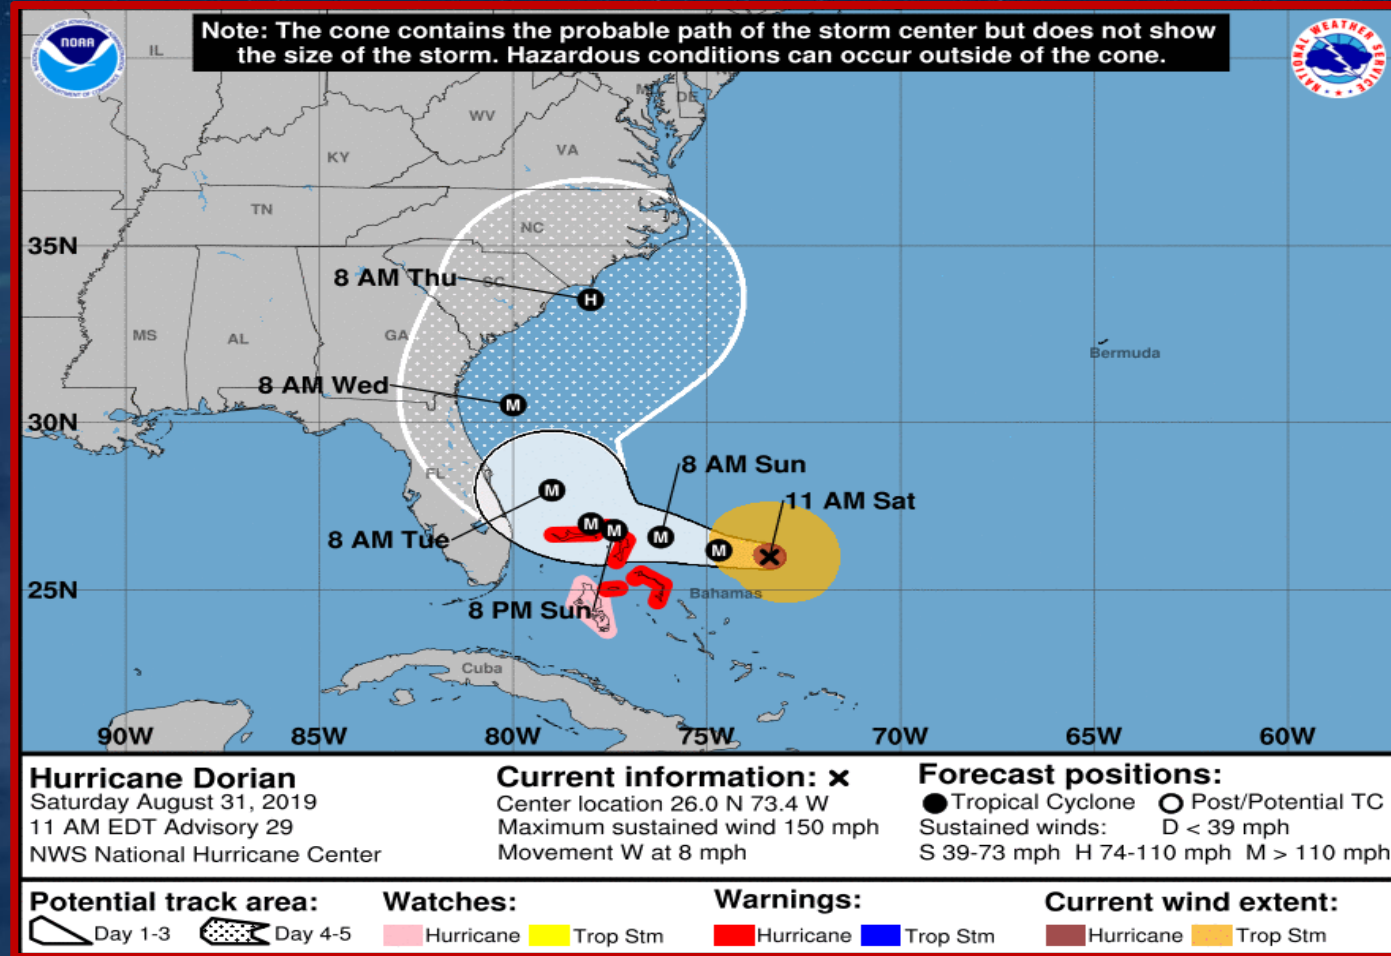 Note: The cone contains the probable path of the storm center but does not show
the size of the storm. Hazardous conditions can occur outside of the cone.
NOAA
NATIONAL WEATHER SERVICE
IL
DE
WV
KY
VA
TN
NC
35N
8 AM Thu
SC
MS
AL
GA
H
Bermuda
8 AM Wed
M
30N
FL
8 AM Sun
M
11 AM Sat
8 AM Tue
M
M
M
M
25N
Bahamas
8 PM Sun
Cuba
90W 85W 80W 75W 70W 65W 60W
Hurricane Dorian
Saturday August 31, 2019
11 AM EDT Advisory 29
NWS National Hurricane Center
Current information: ×
Center location 26.0 N 73.4 W
Maximum sustained wind 150 mph
Movement W at 8 mph
Forecast positions:
Tropical Cyclone Post/Potential TC
Sustained winds: D < 39 mph
S 39-73 mph H 74-110 mph M > 110 mph
Potential track area:
Day 1-3 Day 4-5
Watches:
Hurricane Trop Stm
Warnings:
Hurricane Trop Stm
Current wind extent:
Hurricane Trop Stm